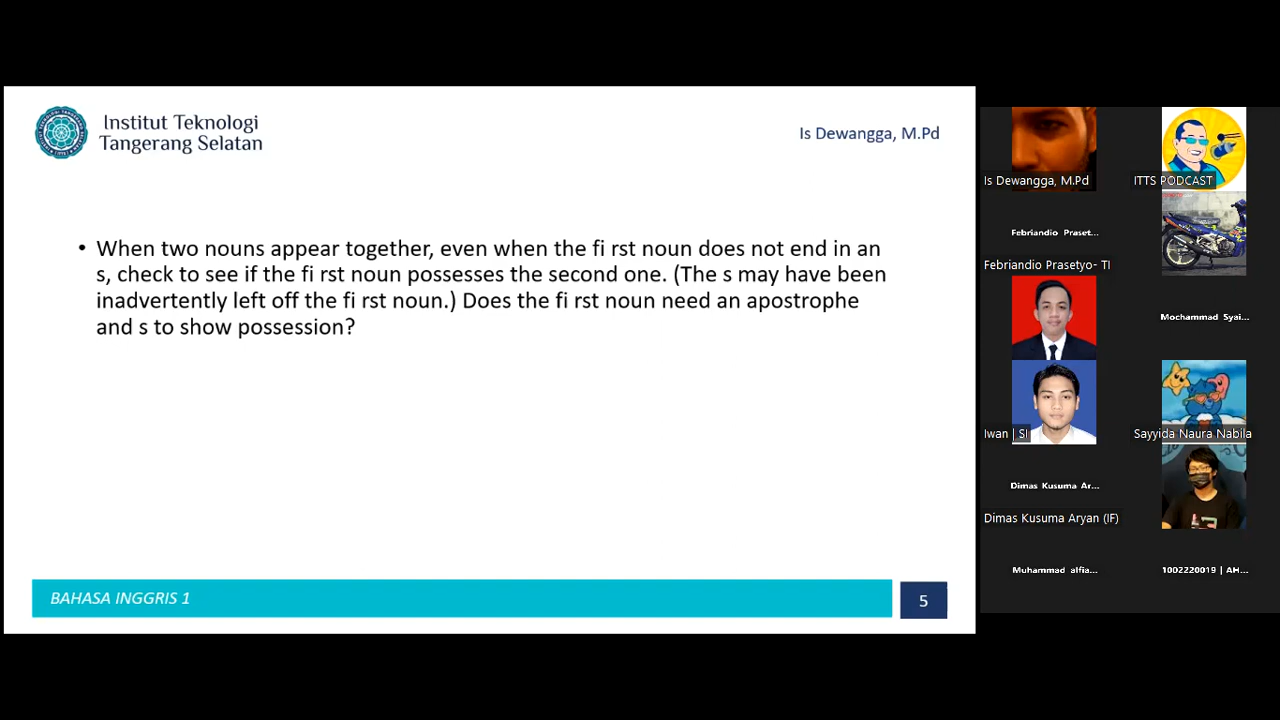 Institut Teknologi
Tangerang Selatan
Is Dewangga, M.Pd
• When two nouns appear together, even when the fi rst noun does not end in an
s, check to see if the fi rst noun possesses the second one. (The s may have been
inadvertently left off the fi rst noun.) Does the fi rst noun need an apostrophe
and s to show possession?
BAHASA INGGRIS 1
5
Is Dewangga, M.Pd
ITTS PODCAST
Febriandio Praset...
Febriandio Prasetyo- TI
Mochammad Syai...
Iwan | SI
Sayyida Naura Nabila
Dimas Kusuma Ar...
Dimas Kusuma Aryan (IF)
Muhammad alfia...
1002220019 | AH...